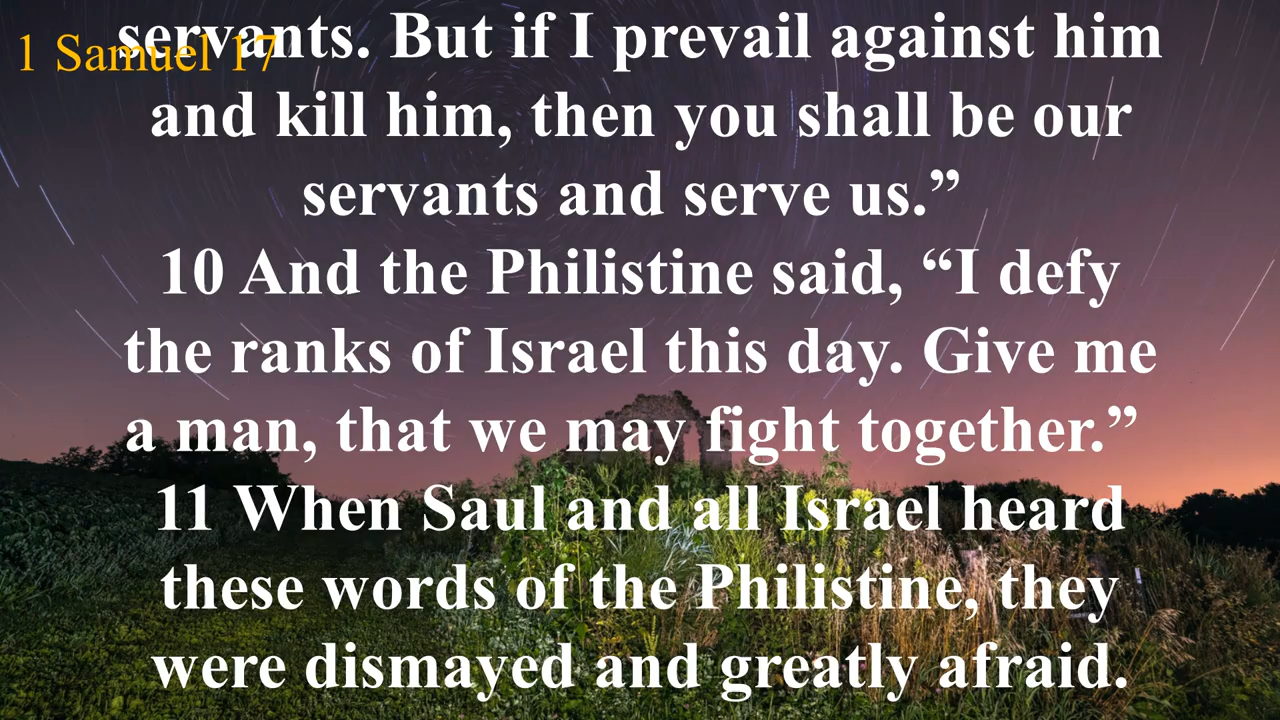 1 Samuel 17
servants. But if I prevail against him
and kill him, then you shall be our
servants and serve us.”
10 And the Philistine said, “I defy
the ranks of Israel this day. Give me
a man, that we may fight together.”
11 When Saul and all Israel heard
these words of the Philistine, they
were dismayed and greatly afraid.